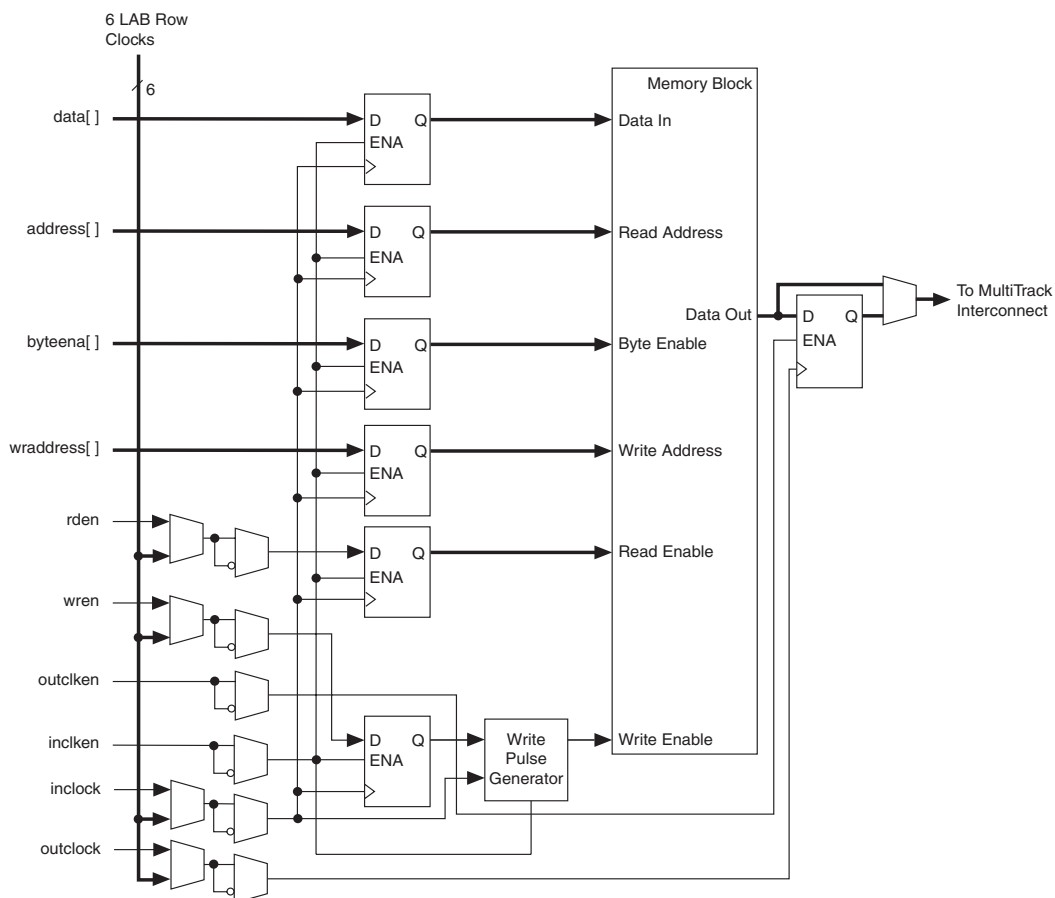 6 LAB Row
Clocks
6
data[ ]
D Q
ENA
Memory Block
Data In
address[ ]
D Q
ENA
Read Address
To MultiTrack
Interconnect
Data Out
D Q
ENA
byteena[ ]
D Q
ENA
Byte Enable
wraddress[ ]
D Q
ENA
Write Address
rden
D Q
ENA
Read Enable
wren
outclken
inclken
D Q
ENA
Write
Pulse
Generator
Write Enable
inclock
outclock